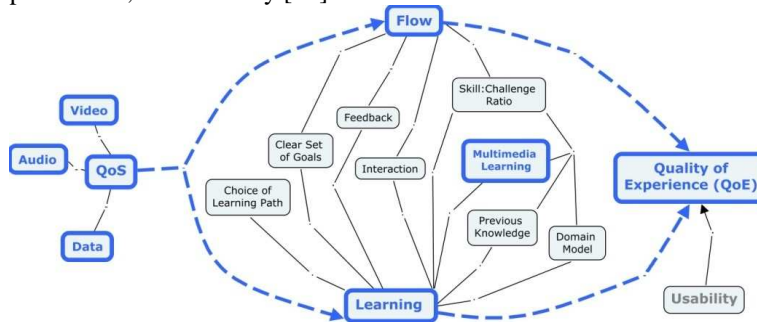 Flow
Video
Skill:Challenge
Ratio
Feedback
Clear Set
of Goals
Audio
QoS
Interaction
Multimedia
Learning
Quality of
Experience (QoE)
Choice of
Learning Path
Previous
Knowledge
Domain
Model
Data
Learning
Usability